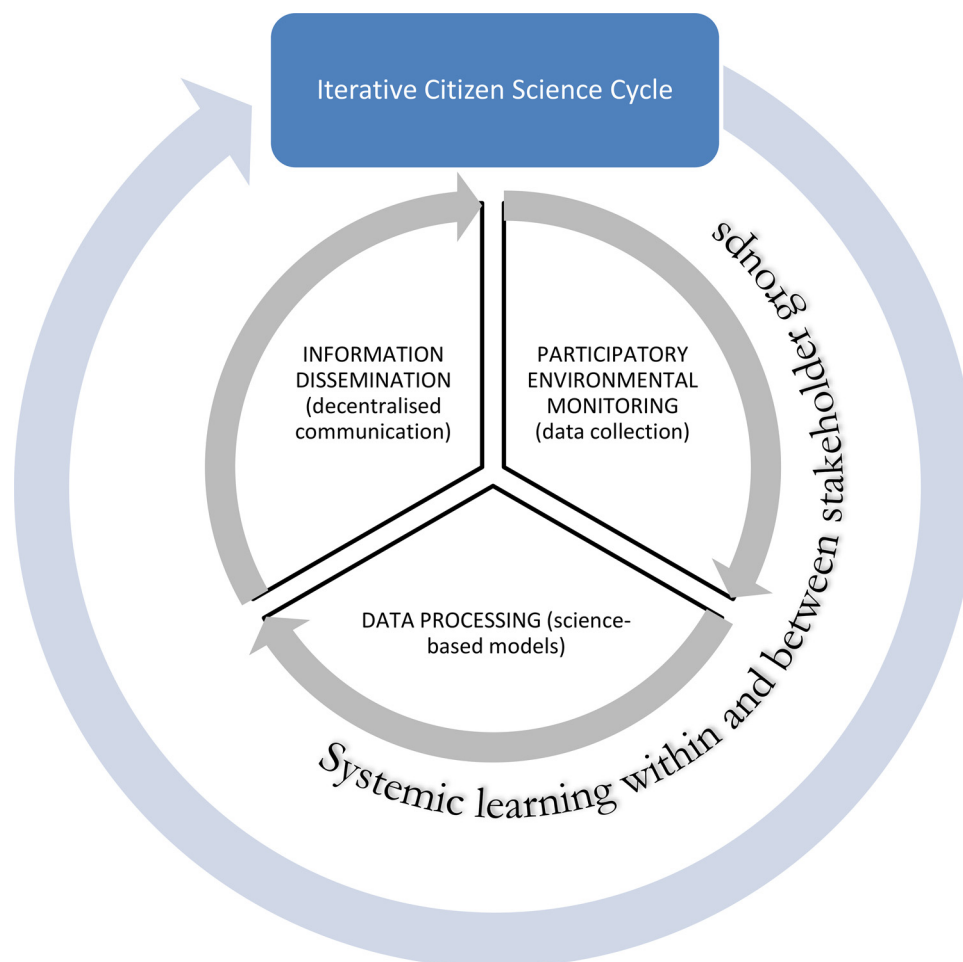 Iterative Citizen Science Cycle
INFORMATION
DISSEMINATION
(decentralised
communication)
PARTICIPATORY
ENVIRONMENTAL
MONITORING
(data collection)
DATA PROCESSING (science-
based models)
Systemic learning within and between stakeholder groups